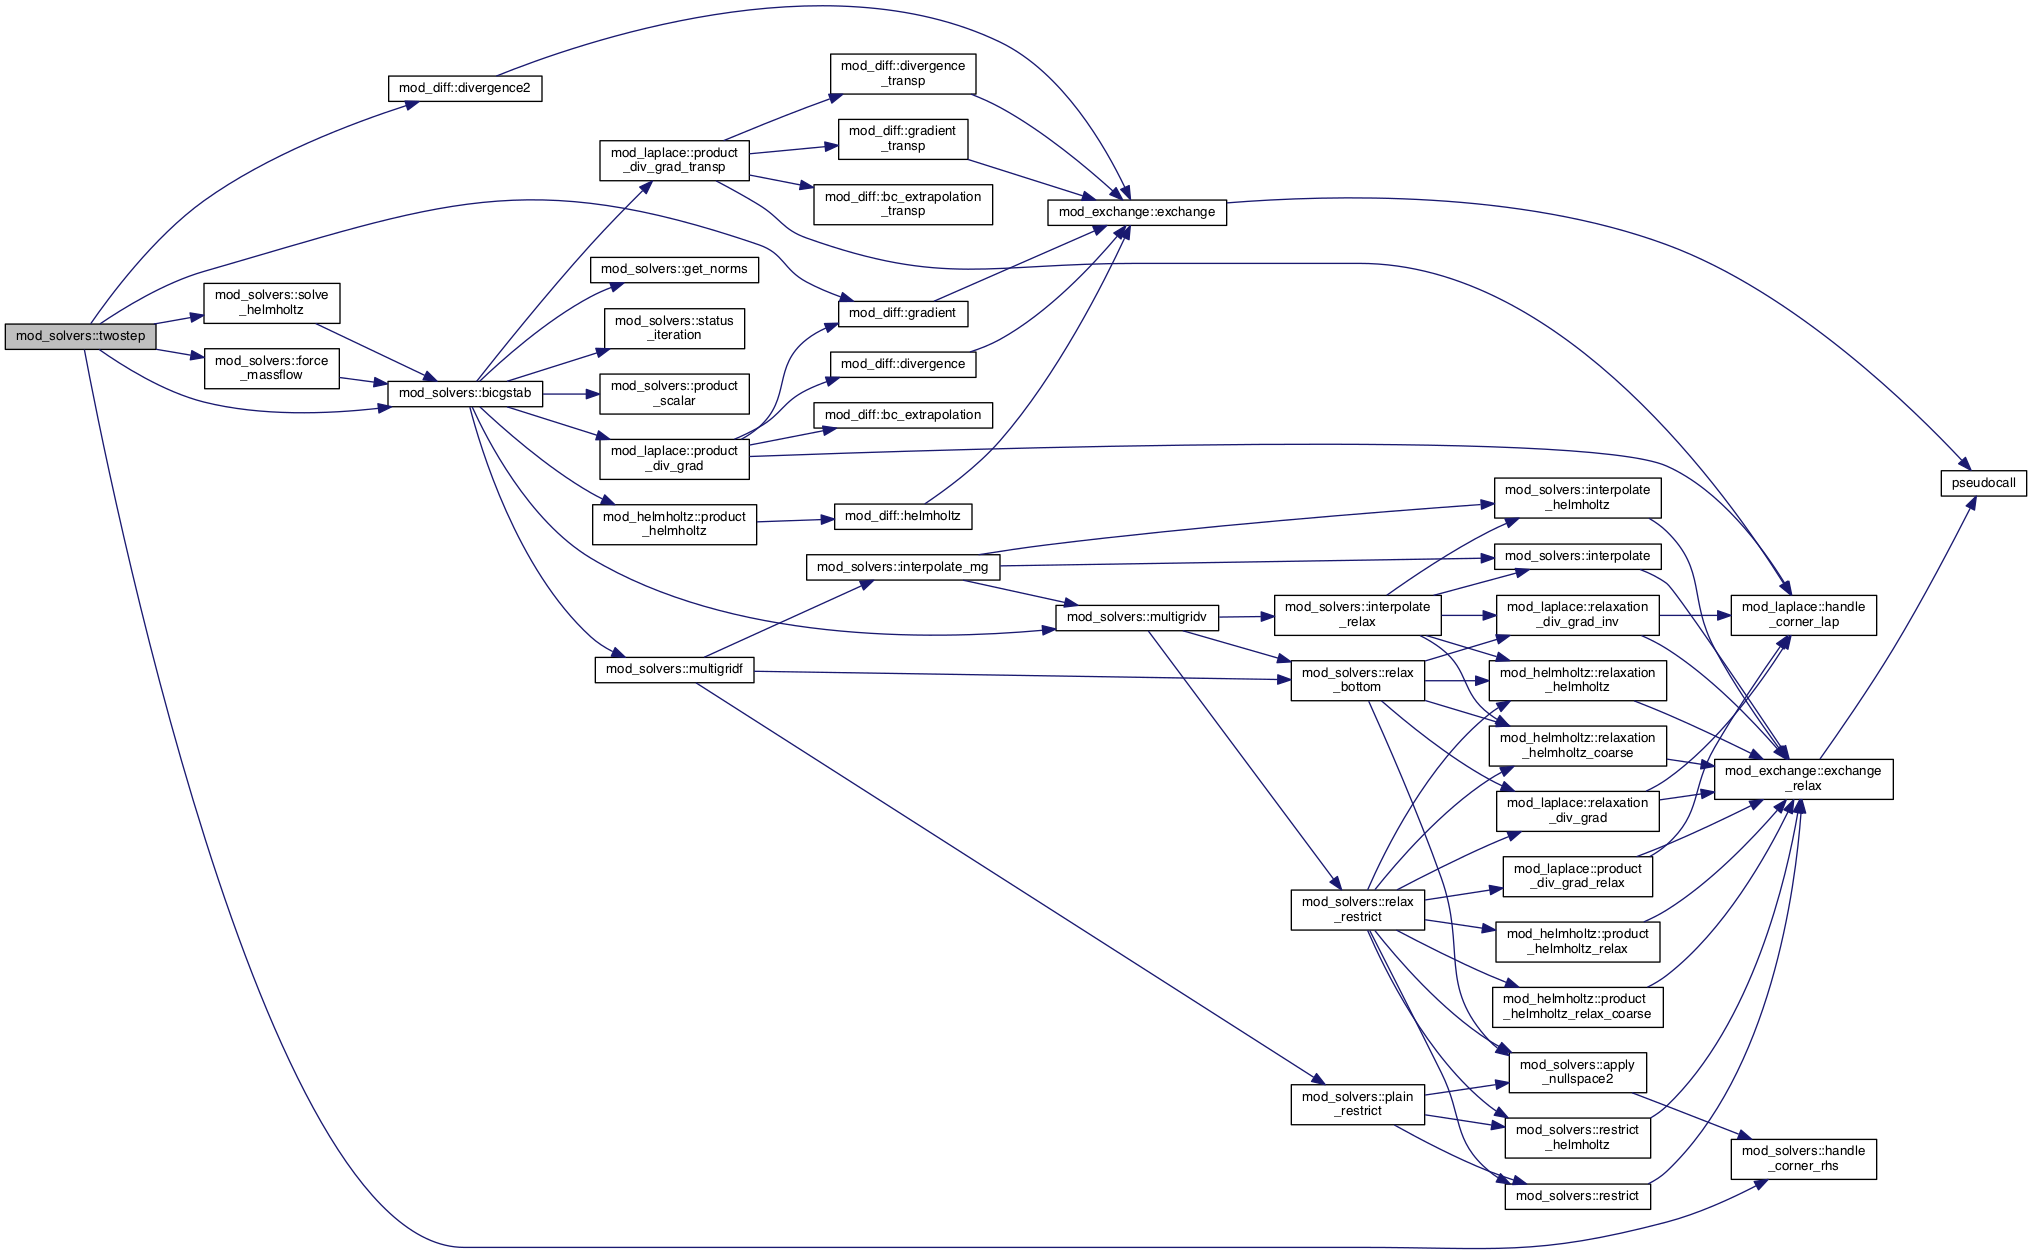 mod_solvers::twostep
mod_diff::divergence2
mod_solvers::solve
_helmholtz
mod_solvers::force
_massflow
mod_solvers::bicgstab
mod_laplace::product
_div_grad_transp
mod_solvers::get_norms
mod_solvers::status
_iteration
mod_solvers::product
_scalar
mod_laplace::product
_div_grad
mod_helmholtz::product
_helmholtz
mod_solvers::multigridf
mod_diff::divergence
_transp
mod_diff::gradient
_transp
mod_diff::bc_extrapolation
_transp
mod_diff::gradient
mod_diff::divergence
mod_diff::bc_extrapolation
mod_diff::helmholtz
mod_solvers::interpolate_mg
mod_exchange::exchange
mod_solvers::multigridv
mod_solvers::interpolate
_relax
mod_solvers::relax
_bottom
mod_solvers::relax
_restrict
mod_solvers::plain
_restrict
mod_solvers::interpolate
_helmholtz
mod_solvers::interpolate
mod_laplace::relaxation
_div_grad_inv
mod_helmholtz::relaxation
_helmholtz
mod_helmholtz::relaxation
_helmholtz_coarse
mod_laplace::relaxation
_div_grad
mod_laplace::product
_div_grad_relax
mod_helmholtz::product
_helmholtz_relax
mod_helmholtz::product
_helmholtz_relax_coarse
mod_solvers::apply
_nullspace2
mod_solvers::restrict
_helmholtz
mod_solvers::restrict
mod_laplace::handle
_corner_lap
mod_exchange::exchange
_relax
mod_solvers::handle
_corner_rhs
pseudocall